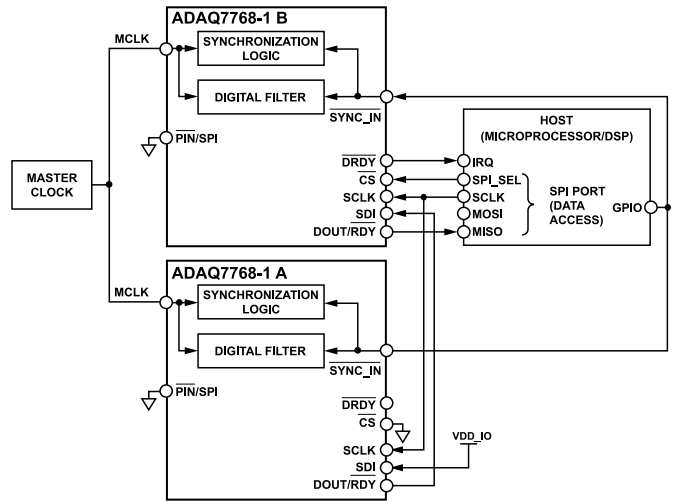 ADAQ7768-1 B
MCLK
SYNCHRONIZATION
LOGIC
DIGITAL FILTER
SYNC_IN
PIN/SPI
DRDY
CS
SCLK
SDI
DOUT/RDY
HOST
(MICROPROCESSOR/DSP)
IRQ
SPI_SEL
SCLK
MOSI
MISO
SPI PORT
(DATA
ACCESS)
GPIO
MASTER
CLOCK
ADAQ7768-1 A
MCLK
SYNCHRONIZATION
LOGIC
DIGITAL FILTER
SYNC_IN
PIN/SPI
DRDY
CS
SCLK
SDI
DOUT/RDY
VDD_IO